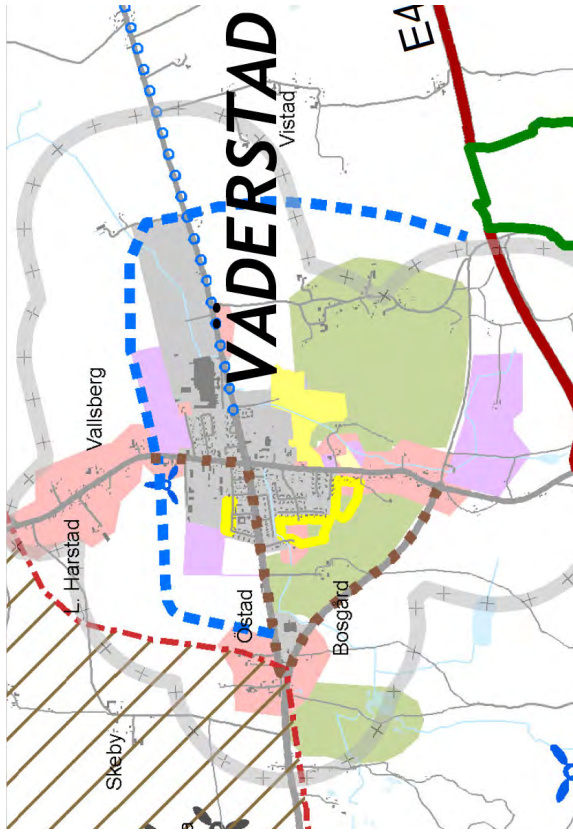 L. Harstad
Vallsberg
Skeby
a
Östad
VÄDERSTAD
Vistad
Bosgård
E4